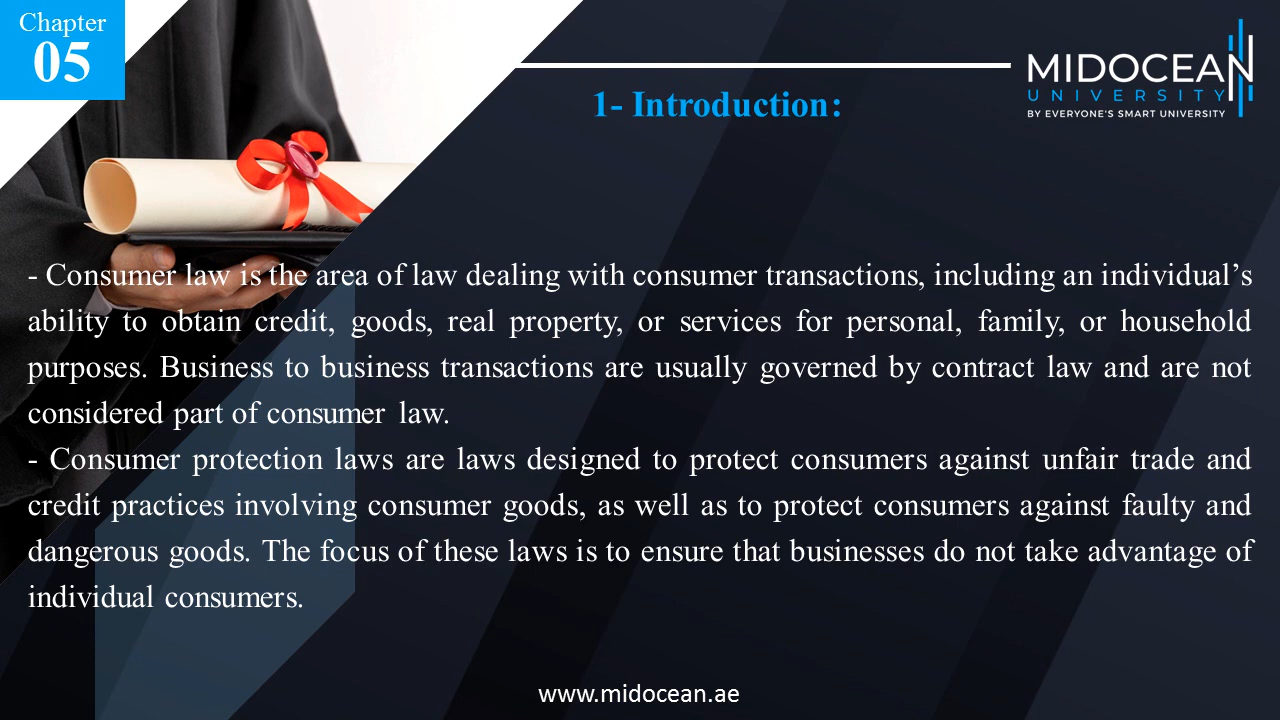 Chapter
05
MIDOCEAN
UNIVERSITY
BY EVERYONE'S SMART UNIVERSITY
1- Introduction:
- Consumer law is the area of law dealing with consumer transactions, including an individual’s
ability to obtain credit, goods, real property, or services for personal, family, or household
purposes. Business to business transactions are usually governed by contract law and are not
considered part of consumer law.
- Consumer protection laws are laws designed to protect consumers against unfair trade and
credit practices involving consumer goods, as well as to protect consumers against faulty and
dangerous goods. The focus of these laws is to ensure that businesses do not take advantage of
individual consumers.
www.midocean.ae